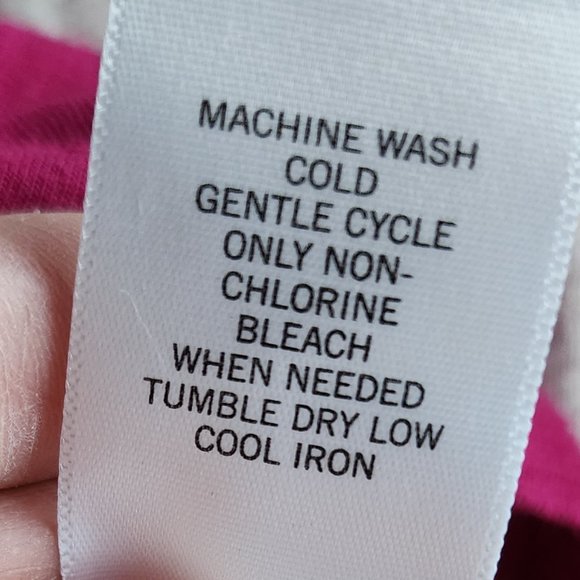 MACHINE WASH
COLD
GENTLE CYCLE
ONLY NON-
CHLORINE
BLEACH
WHEN NEEDED
TUMBLE DRY LOW
COOL IRON